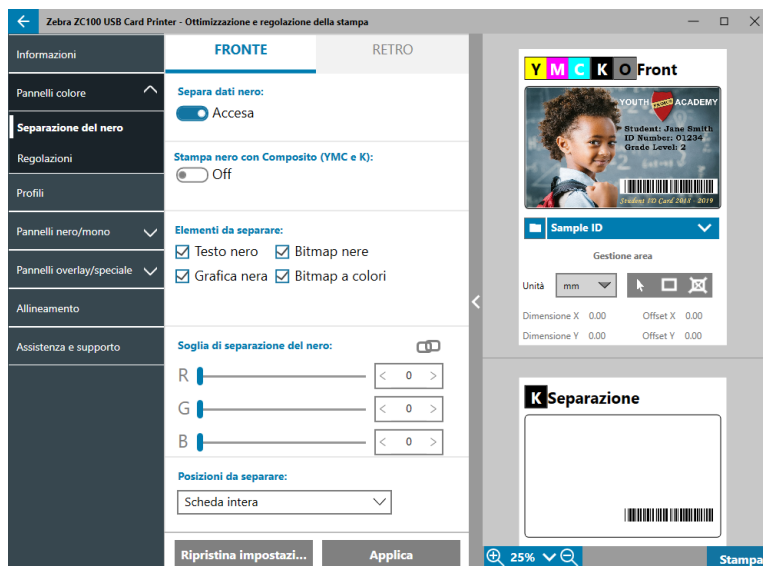 Zebra ZC100 USB Card Printer - Ottimizzazione e regolazione della stampa
Informazioni
Pannelli colore
Separazione del nero
Regolazioni
Profili
Pannelli nero/mono
Pannelli overlay/speciale
Allineamento
Assistenza e supporto
FRONTE RETRO
Separa dati nero:
Accesa
Stampa nero con Composito (YMC e K):
Off
Elementi da separare:
Testo nero Bitmap nere
Grafica nera Bitmap a colori
Soglia di separazione del nero:
R 0
G 0
B 0
Posizioni da separare:
Scheda intera
Ripristina impostazi... Applica
Y M C K O Front
YOUTH ACADEMY
Student: Jane Smith
ID Number: 01234
Grade Level: 2
Student ID Card 2018 - 2019
Sample ID
Gestione area
Unità mm
Dimensione X 0.00 Offset X 0.00
Dimensione Y 0.00 Offset Y 0.00
K Separazione
25% Stampa